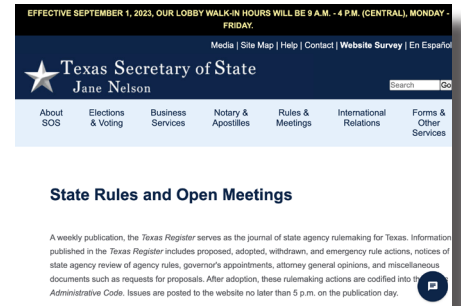 EFFECTIVE SEPTEMBER 1, 2023, OUR LOBBY WALK-IN HOURS WILL BE 9 A.M. - 4 P.M. (CENTRAL), MONDAY -
FRIDAY.
Media | Site Map | Help | Contact | Website Survey | En Español
Texas Secretary of State
Jane Nelson
Search Go
About SOS
Elections & Voting
Business Services
Notary & Apostilles
Rules & Meetings
International Relations
Forms & Other Services
State Rules and Open Meetings
A weekly publication, the Texas Register serves as the journal of state agency rulemaking for Texas. Information
published in the Texas Register includes proposed, adopted, withdrawn, and emergency rule actions, notices of
state agency review of agency rules, governor's appointments, attorney general opinions, and miscellaneous
documents such as requests for proposals. After adoption, these rulemaking actions are codified into the
Administrative Code. Issues are posted to the website no later than 5 p.m. on the publication day.